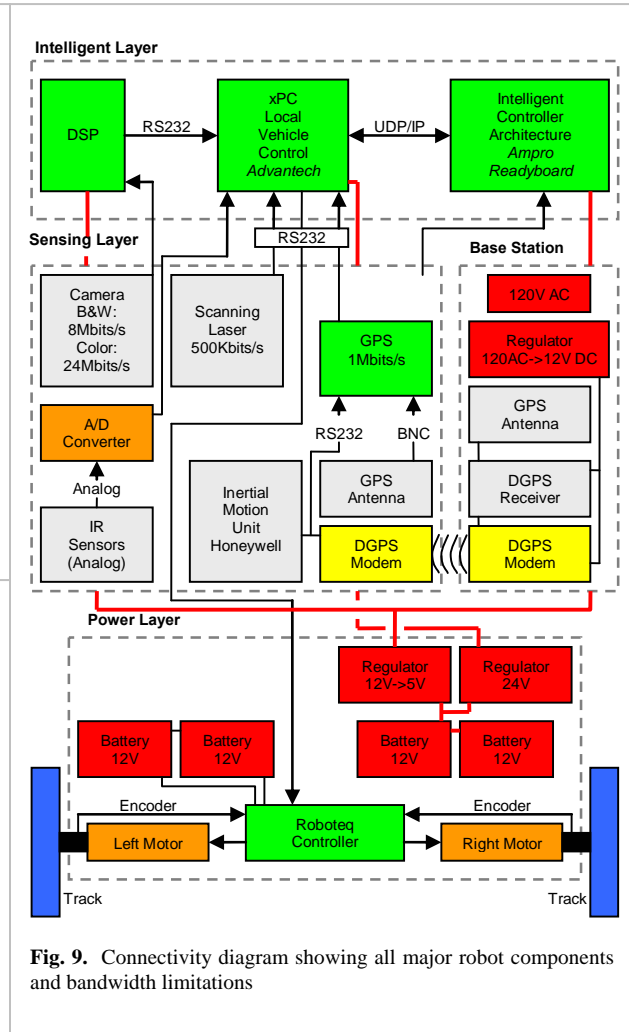 Intelligent Layer
DSP
RS232
xPC
Local
Vehicle
Control
Advantech
UDP/IP
Intelligent
Controller
Architecture
Ampro
Readyboard
Sensing Layer
RS232
Base Station
Camera
B&W:
8Mbits/s
Color:
24Mbits/s
Scanning
Laser
500Kbits/s
GPS
1Mbits/s
120V AC
Regulator
120AC->12V DC
A/D
Converter
RS232
BNC
GPS
Antenna
Analog
IR
Sensors
(Analog)
Inertial
Motion
Unit
Honeywell
GPS
Antenna
DGPS
Modem
DGPS
Receiver
DGPS
Modem
Power Layer
Regulator
12V->5V
Regulator
24V
Battery
12V
Battery
12V
Battery
12V
Battery
12V
Encoder
Encoder
Left Motor
Roboteq
Controller
Right Motor
Track
Track
Fig. 9. Connectivity diagram showing all major robot components
and bandwidth limitations